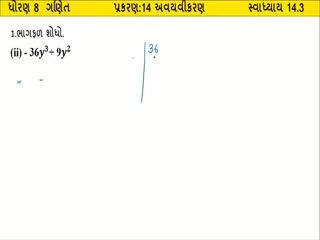 ધોરણ 8 ગણિત પ્રકરણ:14 અવયવીકરણ સ્વાધ્યાય 14.3
1.ભાગફળ શોધો.
(ii) - 36y³÷ 9y² 36
= -